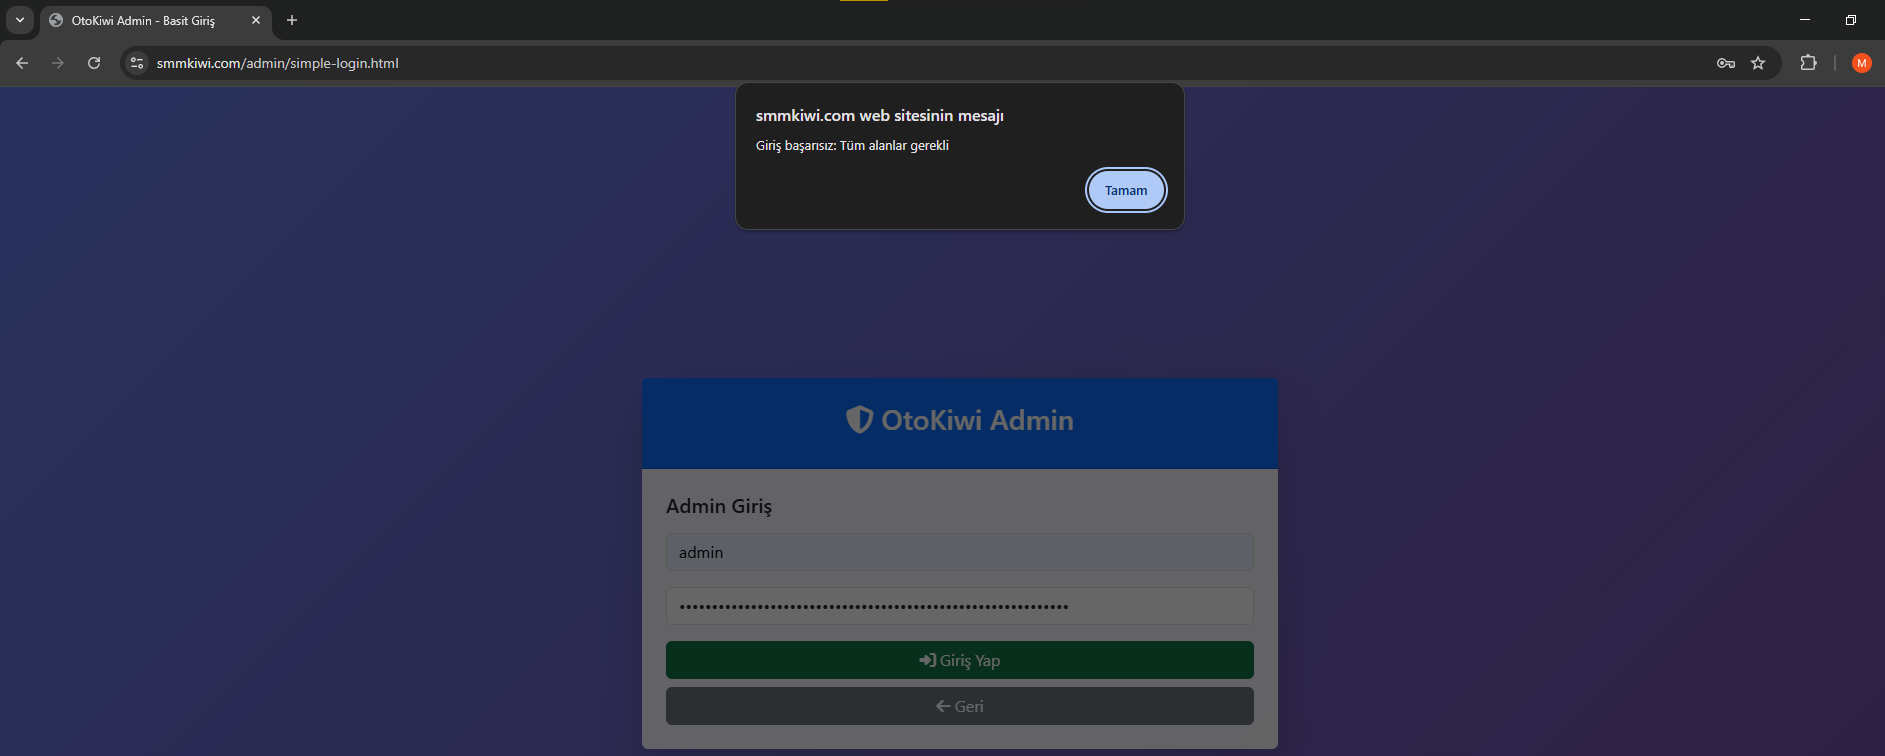 OtoKiwi Admin - Basit Giriş
smmkiwi.com/admin/simple-login.html
M
smmkiwi.com web sitesinin mesajı
Giriş başarısız: Tüm alanlar gerekli
Tamam
OtoKiwi Admin
Admin Giriş
admin
Giriş Yap
Geri